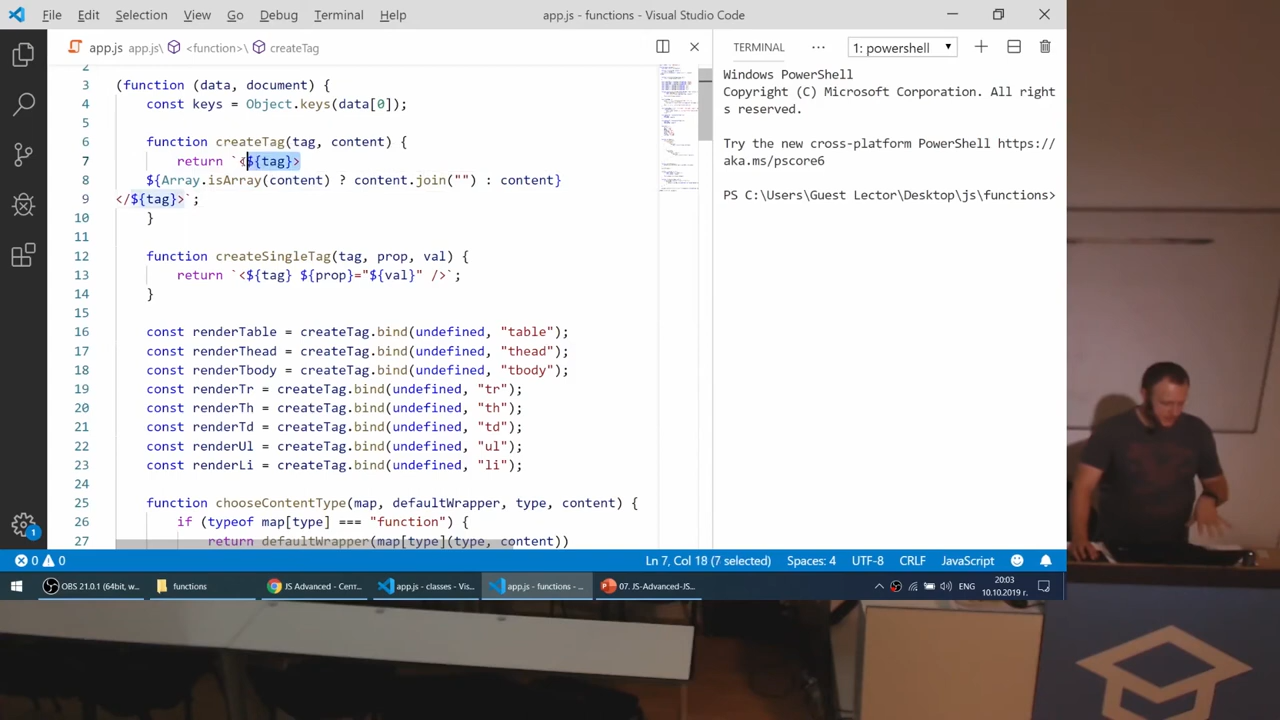 File Edit Selection View Go Debug Terminal Help app.js - functions - Visual Studio Code
app.js app.js\ <function>\ createTag
TERMINAL ... 1: powershell
2
3 (function (data, document) {
4 const keys = Object.keys(data[0]);
6 function createTag(tag, content)
7 return `<${tag}>
8 ${Array. (content) ? .join("") : content}
9 </${tag}>`;
10 }
11
12 function createSingleTag(tag, prop, val) {
13 return `<${tag} ${prop}="${val}" />`;
14 }
15
16 const renderTable = createTag.bind(undefined, "table");
17 const renderThead = createTag.bind(undefined, "thead");
18 const renderTbody = createTag.bind(undefined, "tbody");
19 const renderTr = createTag.bind(undefined, "tr");
20 const renderTh = createTag.bind(undefined, "th");
21 const renderTd = createTag.bind(undefined, "td");
22 const renderUl = createTag.bind(undefined, "ul");
23 const renderLi = createTag.bind(undefined, "li");
24
25 function chooseContentType(map, defaultWrapper, type, content) {
26 if (typeof map[type] === "function") {
27 return defaultWrapper(map[type](type, content))
Windows PowerShell
Copyright (C) Microsoft Corporation. All righ
ts reserved.
Try the new cross-platform PowerShell https://
aka.ms/pscore6
PS C:\Users\Guest Lector\Desktop\js\functions>
1
0 0 Ln 7, Col 18 (7 selected) Spaces: 4 UTF-8 CRLF JavaScript
OBS 21.0.1 (64bit, w... functions JS Advanced - Серт... app.js - classes - Vis... app.js - functions - ... 07. JS-Advanced-JS... ENG 20:03
10.10.2019 г.